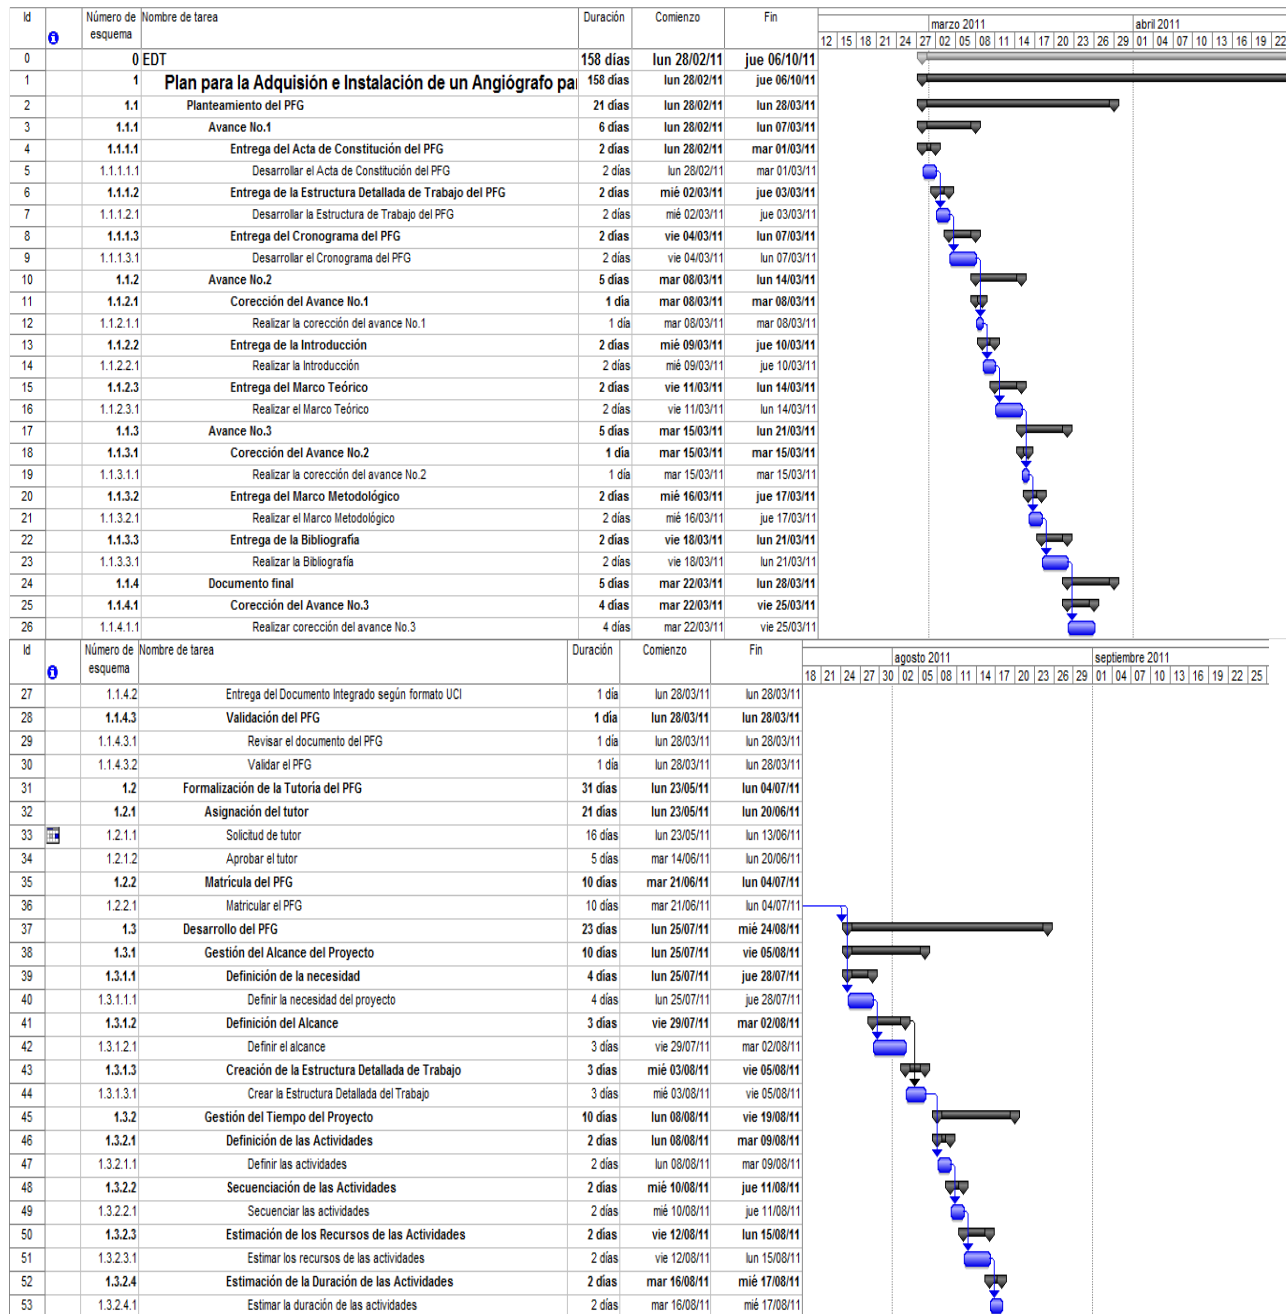 Id Número de esquema Nombre de tarea Duración Comienzo Fin
marzo 2011 abril 2011
12 15 18 21 24 27 02 05 08 11 14 17 20 23 26 29 01 04 07 10 13 16 19 22
0 0 EDT 158 días lun 28/02/11 jue 06/10/11
1 1 Plan para la Adquisión e Instalación de un Angiógrafo pa 158 días lun 28/02/11 jue 06/10/11
2 1.1 Planteamiento del PFG 21 días lun 28/02/11 lun 28/03/11
3 1.1.1 Avance No.1 6 días lun 28/02/11 lun 07/03/11
4 1.1.1.1 Entrega del Acta de Constitución del PFG 2 días lun 28/02/11 mar 01/03/11
5 1.1.1.1.1 Desarrollar el Acta de Constitución del PFG 2 días lun 28/02/11 mar 01/03/11
6 1.1.1.2 Entrega de la Estructura Detallada de Trabajo del PFG 2 días mié 02/03/11 jue 03/03/11
7 1.1.1.2.1 Desarrollar la Estructura de Trabajo del PFG 2 días mié 02/03/11 jue 03/03/11
8 1.1.1.3 Entrega del Cronograma del PFG 2 días vie 04/03/11 lun 07/03/11
9 1.1.1.3.1 Desarrollar el Cronograma del PFG 2 días vie 04/03/11 lun 07/03/11
10 1.1.2 Avance No.2 5 días mar 08/03/11 lun 14/03/11
11 1.1.2.1 Corección del Avance No.1 1 día mar 08/03/11 mar 08/03/11
12 1.1.2.1.1 Realizar la corección del avance No.1 1 día mar 08/03/11 mar 08/03/11
13 1.1.2.2 Entrega de la Introducción 2 días mié 09/03/11 jue 10/03/11
14 1.1.2.2.1 Realizar la Introducción 2 días mié 09/03/11 jue 10/03/11
15 1.1.2.3 Entrega del Marco Teórico 2 días vie 11/03/11 lun 14/03/11
16 1.1.2.3.1 Realizar el Marco Teórico 2 días vie 11/03/11 lun 14/03/11
17 1.1.3 Avance No.3 5 días mar 15/03/11 lun 21/03/11
18 1.1.3.1 Corección del Avance No.2 1 día mar 15/03/11 mar 15/03/11
19 1.1.3.1.1 Realizar la corección del avance No.2 1 día mar 15/03/11 mar 15/03/11
20 1.1.3.2 Entrega del Marco Metodológico 2 días mié 16/03/11 jue 17/03/11
21 1.1.3.2.1 Realizar el Marco Metodológico 2 días mié 16/03/11 jue 17/03/11
22 1.1.3.3 Entrega de la Bibliografía 2 días vie 18/03/11 lun 21/03/11
23 1.1.3.3.1 Realizar la Bibliografía 2 días vie 18/03/11 lun 21/03/11
24 1.1.4 Documento final 5 días mar 22/03/11 lun 28/03/11
25 1.1.4.1 Corección del Avance No.3 4 días mar 22/03/11 vie 25/03/11
26 1.1.4.1.1 Realizar corección del avance No.3 4 días mar 22/03/11 vie 25/03/11
Id Número de esquema Nombre de tarea Duración Comienzo Fin
agosto 2011 septiembre 2011
18 21 24 27 30 02 05 08 11 14 17 20 23 26 29 01 04 07 10 13 16 19 22 25
27 1.1.4.2 Entrega del Documento Integrado según formato UCI 1 día lun 28/03/11 lun 28/03/11
28 1.1.4.3 Validación del PFG 1 día lun 28/03/11 lun 28/03/11
29 1.1.4.3.1 Revisar el documento del PFG 1 día lun 28/03/11 lun 28/03/11
30 1.1.4.3.2 Validar el PFG 1 día lun 28/03/11 lun 28/03/11
31 1.2 Formalización de la Tutoría del PFG 31 días lun 23/05/11 lun 04/07/11
32 1.2.1 Asignación del tutor 21 días lun 23/05/11 lun 20/06/11
33 1.2.1.1 Solicitud de tutor 16 días lun 23/05/11 lun 13/06/11
34 1.2.1.2 Aprobar el tutor 5 días mar 14/06/11 lun 20/06/11
35 1.2.2 Matrícula del PFG 10 días mar 21/06/11 lun 04/07/11
36 1.2.2.1 Matricular el PFG 10 días mar 21/06/11 lun 04/07/11
37 1.3 Desarrollo del PFG 23 días lun 25/07/11 mié 24/08/11
38 1.3.1 Gestión del Alcance del Proyecto 10 días lun 25/07/11 vie 05/08/11
39 1.3.1.1 Definición de la necesidad 4 días lun 25/07/11 jue 28/07/11
40 1.3.1.1.1 Definir la necesidad del proyecto 4 días lun 25/07/11 jue 28/07/11
41 1.3.1.2 Definición del Alcance 3 días vie 29/07/11 mar 02/08/11
42 1.3.1.2.1 Definir el alcance 3 días vie 29/07/11 mar 02/08/11
43 1.3.1.3 Creación de la Estructura Detallada de Trabajo 3 días mié 03/08/11 vie 05/08/11
44 1.3.1.3.1 Crear la Estructura Detallada del Trabajo 3 días mié 03/08/11 vie 05/08/11
45 1.3.2 Gestión del Tiempo del Proyecto 10 días lun 08/08/11 vie 19/08/11
46 1.3.2.1 Definición de las Actividades 2 días lun 08/08/11 mar 09/08/11
47 1.3.2.1.1 Definir las actividades 2 días lun 08/08/11 mar 09/08/11
48 1.3.2.2 Secuenciación de las Actividades 2 días mié 10/08/11 jue 11/08/11
49 1.3.2.2.1 Secuenciar las actividades 2 días mié 10/08/11 jue 11/08/11
50 1.3.2.3 Estimación de los Recursos de las Actividades 2 días vie 12/08/11 lun 15/08/11
51 1.3.2.3.1 Estimar los recursos de las actividades 2 días vie 12/08/11 lun 15/08/11
52 1.3.2.4 Estimación de la Duración de las Actividades 2 días mar 16/08/11 mié 17/08/11
53 1.3.2.4.1 Estimar la duración de las actividades 2 días mar 16/08/11 mié 17/08/11